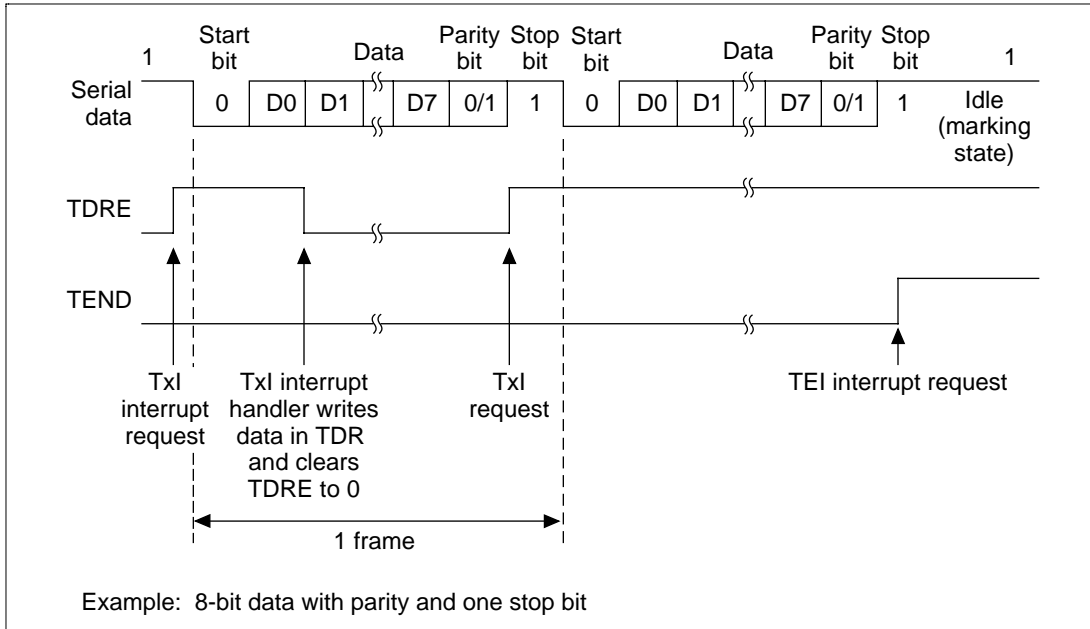 1 Start bit Data Parity bit Stop bit Start bit Data Parity bit Stop bit 1
Serial data 0 D0 D1 D7 0/1 1 0 D0 D1 D7 0/1 1 Idle (marking state)
TDRE
TEND
TxI interrupt request
TxI interrupt handler writes data in TDR and clears TDRE to 0
TxI request
TEI interrupt request
1 frame
Example: 8-bit data with parity and one stop bit